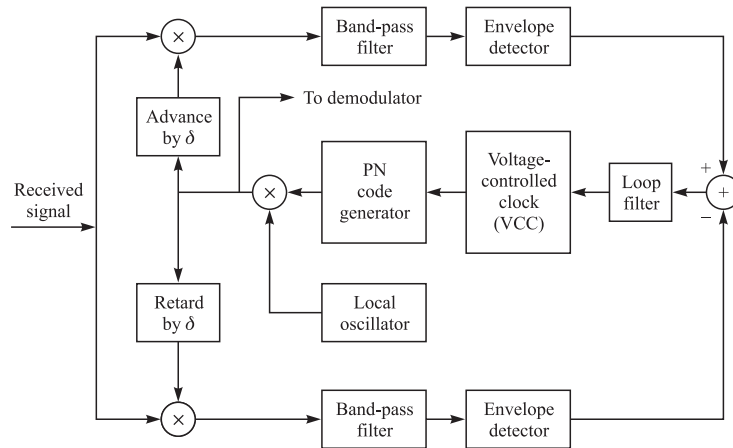 Band-pass
filter
Envelope
detector
×
Advance
by δ
To demodulator
Received
signal
×
PN
code
generator
Voltage-
controlled
clock
(VCC)
Loop
filter
+
+
−
Retard
by δ
Local
oscillator
×
Band-pass
filter
Envelope
detector